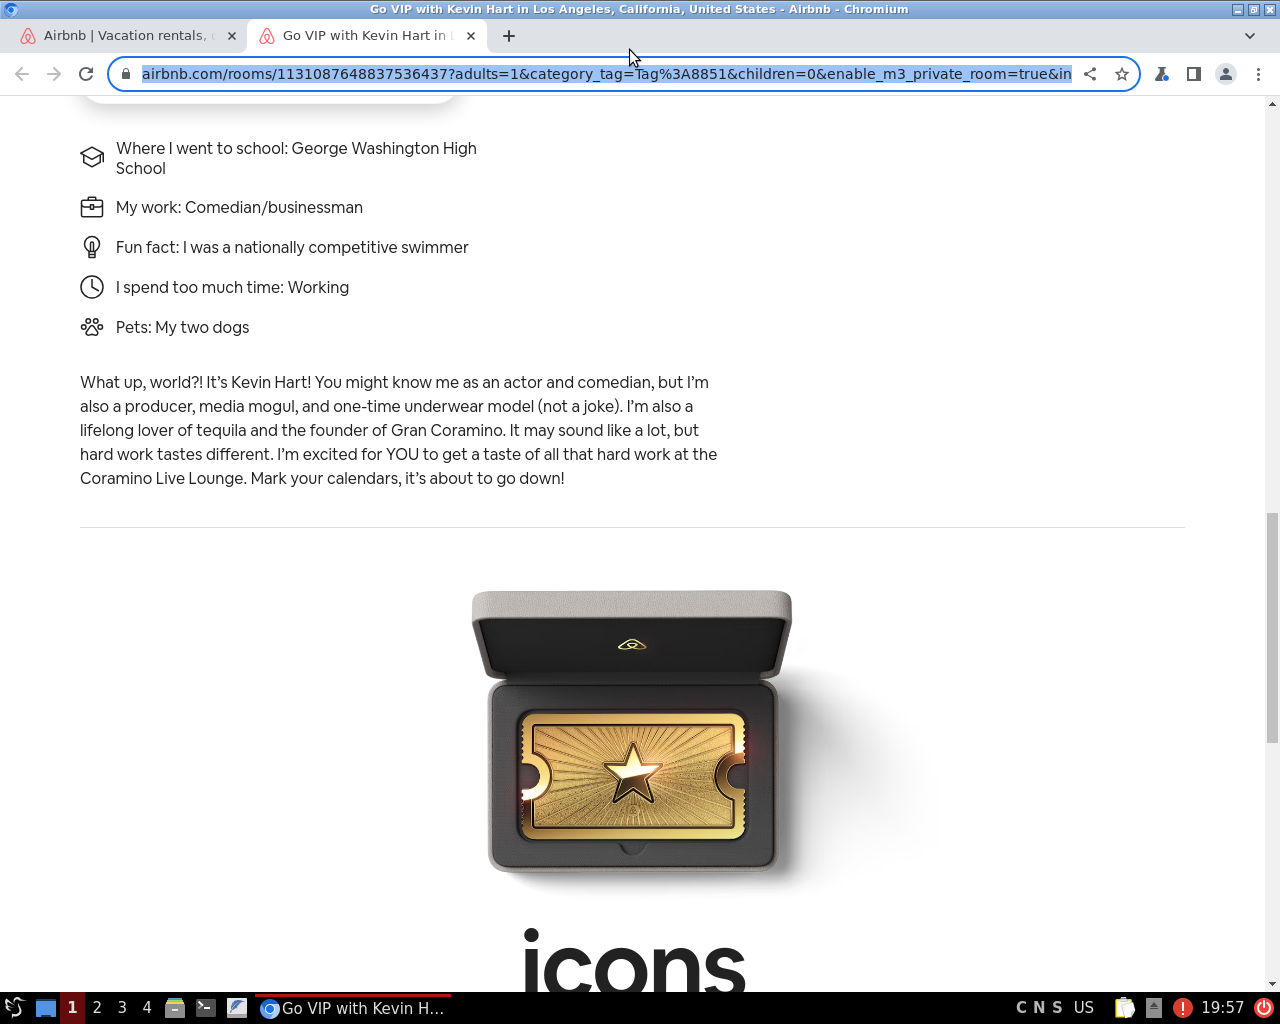 Go VIP with Kevin Hart in Los Angeles, California, United States - Airbnb - Chromium
Airbnb | Vacation rentals,
Go VIP with Kevin Hart in
airbnb.com/rooms/1131087648837536437?adults=1&category_tag=Tag%3A8851&children=0&enable_m3_private_room=true&in
Where I went to school: George Washington High
School
My work: Comedian/businessman
Fun fact: I was a nationally competitive swimmer
I spend too much time: Working
Pets: My two dogs
What up, world?! It’s Kevin Hart! You might know me as an actor and comedian, but I’m
also a producer, media mogul, and one-time underwear model (not a joke). I’m also a
lifelong lover of tequila and the founder of Gran Coramino. It may sound like a lot, but
hard work tastes different. I’m excited for YOU to get a taste of all that hard work at the
Coramino Live Lounge. Mark your calendars, it’s about to go down!
icons
1 2 3 4 Go VIP with Kevin H... C N S US 19:57